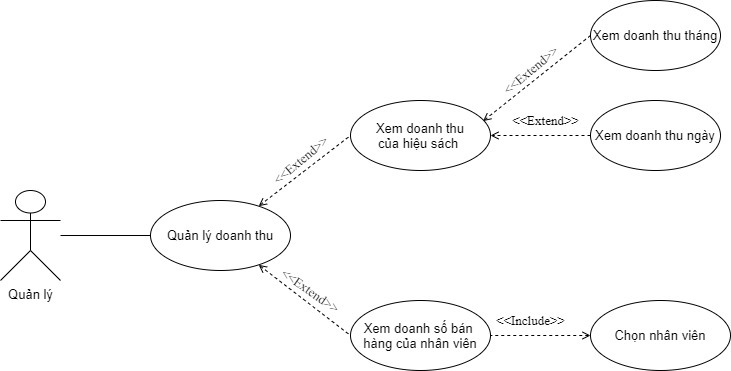 Xem doanh thu tháng
<<Extend>>
Xem doanh thu
của hiệu sách
<<Extend>>
Xem doanh thu ngày
<<Extend>>
Quản lý doanh thu
Quản lý
<<Extend>>
Xem doanh số bán
hàng của nhân viên
<<Include>>
Chọn nhân viên